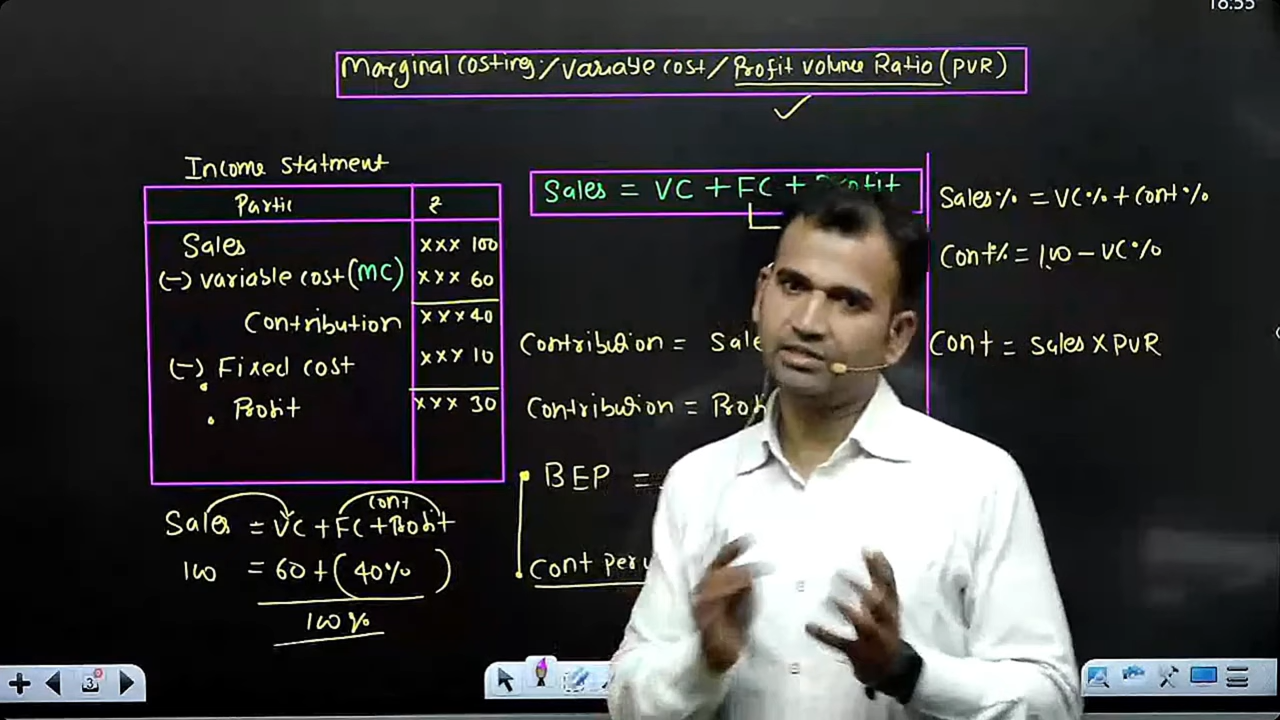 18:55
Marginal costing/Variable cost/Profit volume Ratio (PVR)
Income Statment
Sales = VC + FC + Profit
Sales% = VC% + Cont%
Partic ₹
Sales xxx 100
(-) Variable cost (MC) xxx 60
Cont% = 100 - VC%
Contribution xxx 40
Contribution =
Cont = Sales x PVR
(-) Fixed cost xxx 10
Profit xxx 30
Contribution =
BEP =
Cont
Sales = VC + FC + Profit
100 = 60 + (40%)
Cont per
100%
3